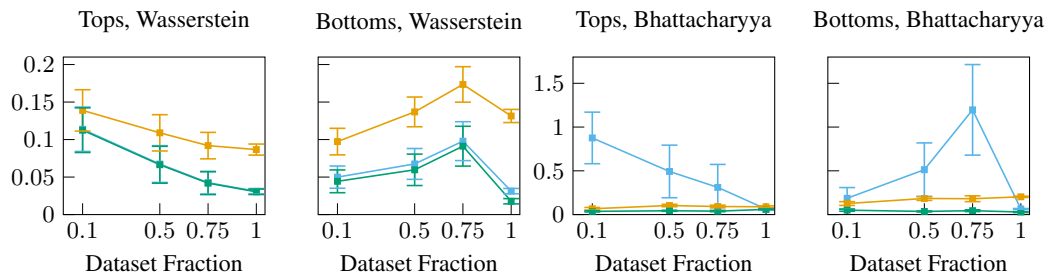 Tops, Wasserstein
Bottoms, Wasserstein
Tops, Bhattacharyya
Bottoms, Bhattacharyya
0.2
0.15
0.1
0.05
0
1.5
1
0.5
0
0.1 0.5 0.75 1
0.1 0.5 0.75 1
0.1 0.5 0.75 1
0.1 0.5 0.75 1
Dataset Fraction
Dataset Fraction
Dataset Fraction
Dataset Fraction